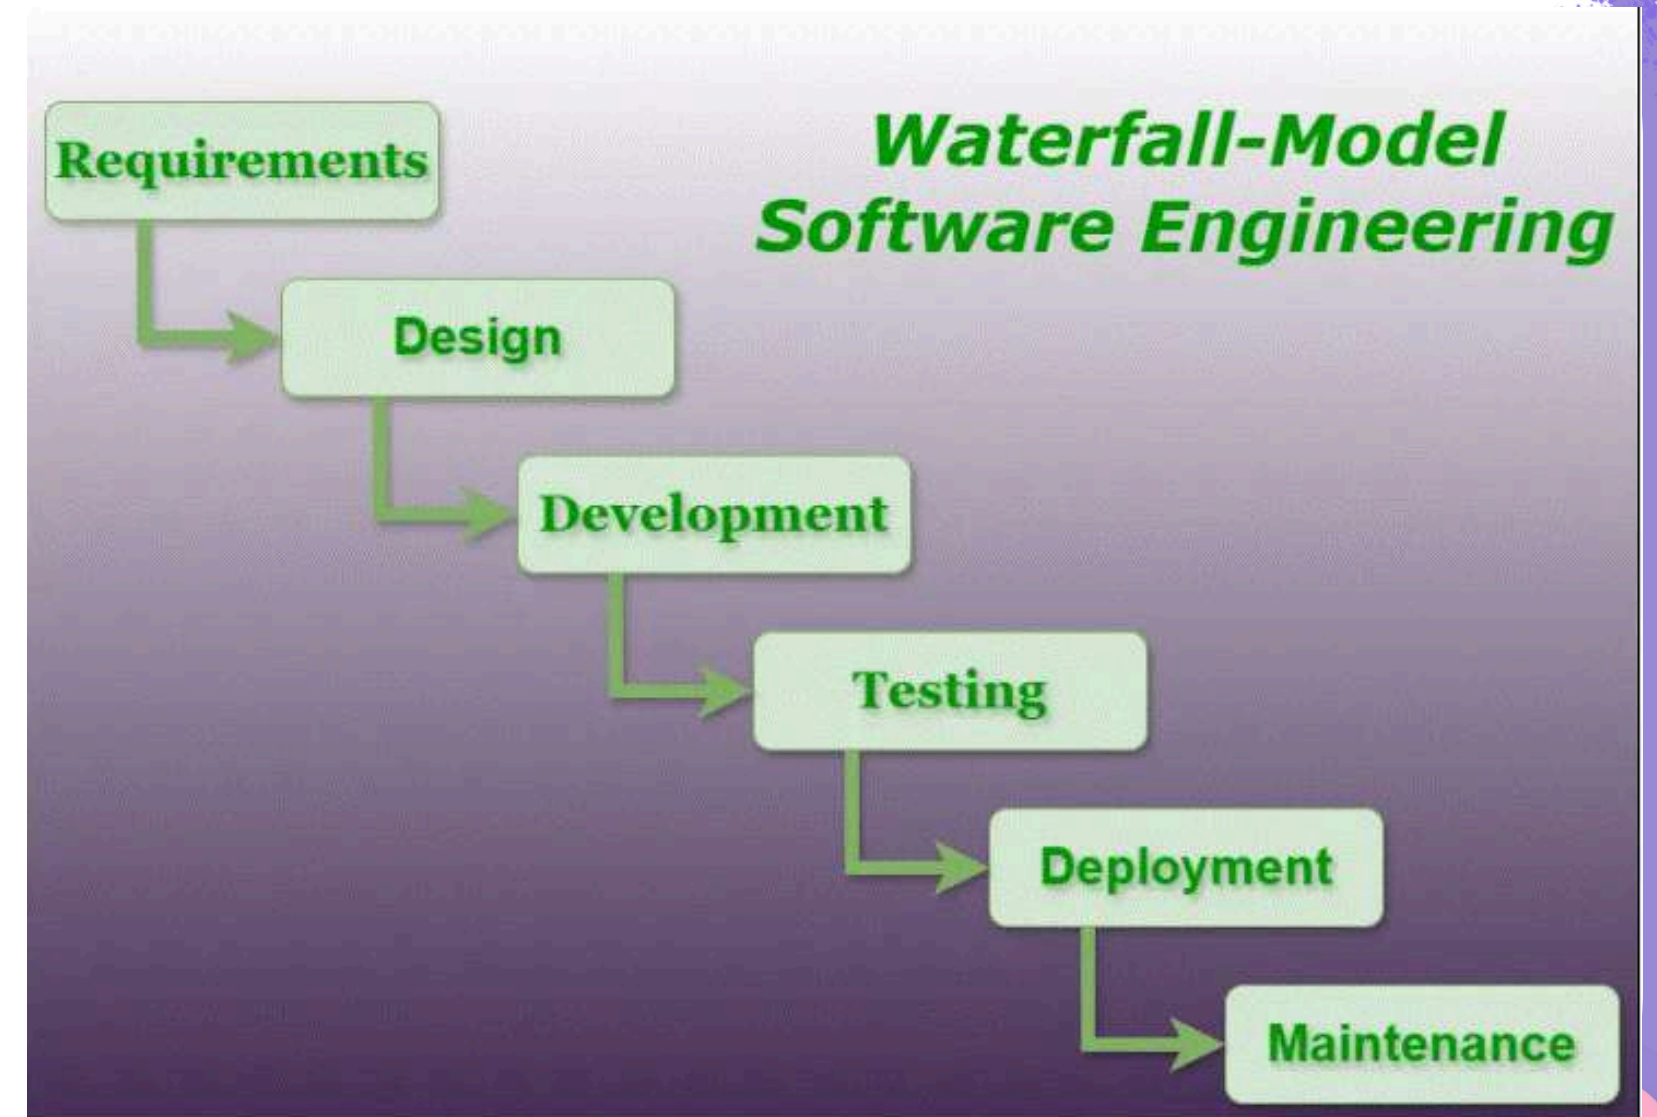 Waterfall-Model
Software Engineering
Requirements
Design
Development
Testing
Deployment
Maintenance